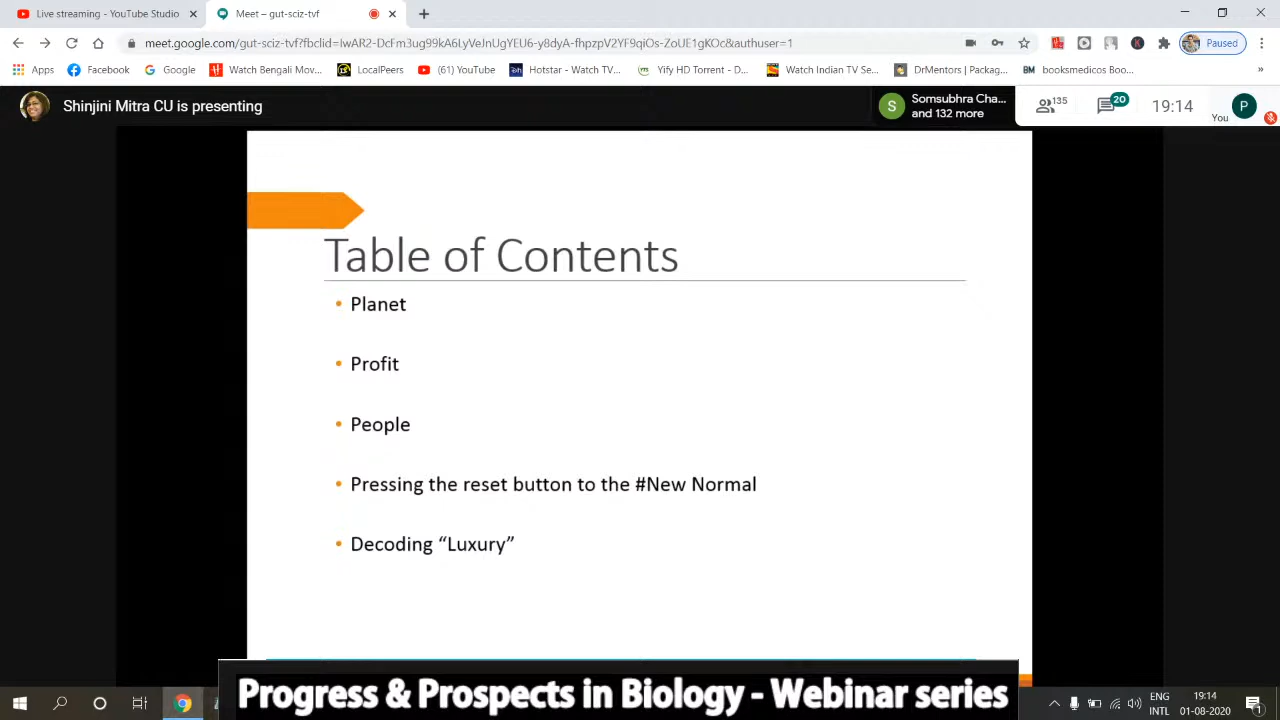 Live streaming - YouTube Studio
Meet – gut-sciz-tvf
meet.google.com/gut-sciz-tvf?fbclid=IwAR2-DcFm3ug99kA6LyVeJnUgTEU6-y8dyA-fhpzpV2YF9qiOs-ZoUE1gKOc&authuser=1
Paused
Apps
Facebook
Google
Watch Bengali Mov...
LocalPeers
(61) YouTube
Hotstar - Watch TV...
Yify HD Torrent - D...
Watch Indian TV Se...
DrMentors | Packag...
BM booksmedicos Boo...
»
Shinjini Mitra CU is presenting
S
Somsubhra Cha...
and 132 more
135
20
19:14
You
P
Table of Contents
• Planet
• Profit
• People
• Pressing the reset button to the #New Normal
• Decoding “Luxury”
Progress & Prospects in Biology - Webinar series
ENG
INTL
19:14
01-08-2020